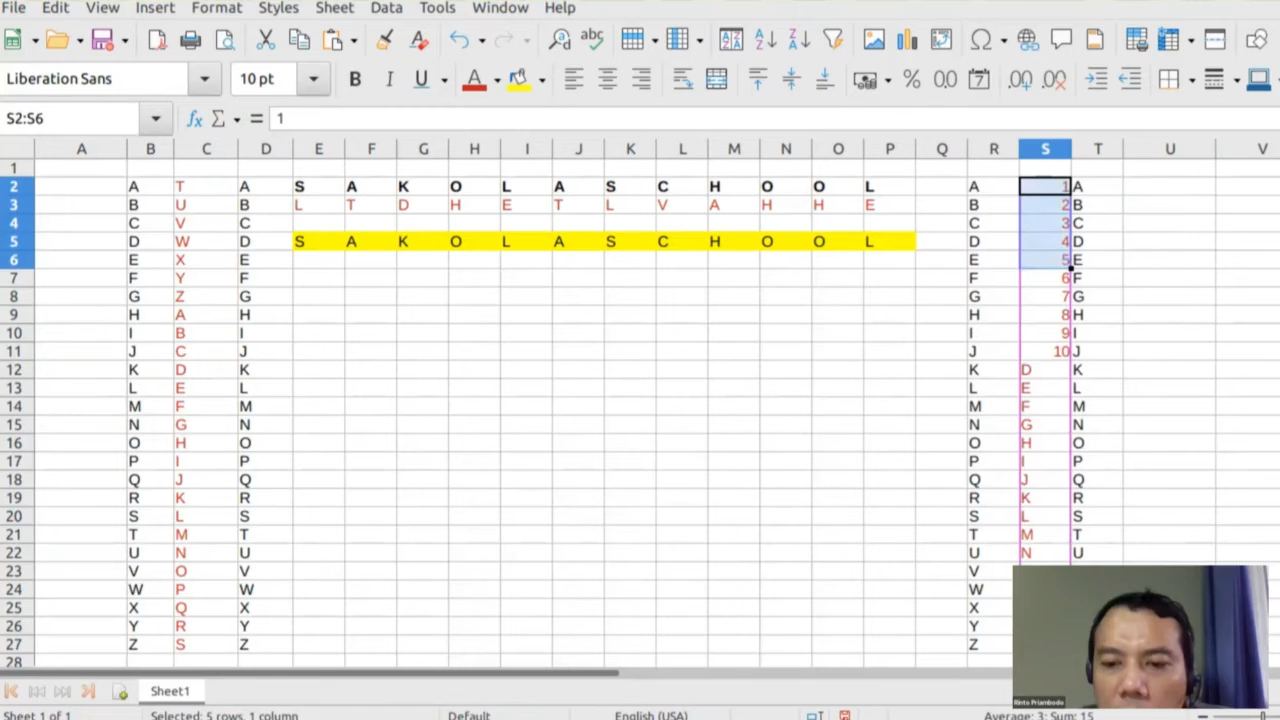 File Edit View Insert Format Styles Sheet Data Tools Window Help
Liberation Sans 10 pt
S2:S6 1
A B C D E F G H I J K L M N O P Q R S T U V
1
2 A T A S A K O L A S C H O O L A 1 A
3 B U B L T D H E T L V A H H E B 2 B
4 C V C C 3 C
5 D W D S A K O L A S C H O O L D 4 D
6 E X E E 5 E
7 F Y F F 6 F
8 G Z G G 7 G
9 H A H H 8 H
10 I B I I 9 I
11 J C J J 10 J
12 K D K K D K
13 L E L L E L
14 M F M M F M
15 N G N N G N
16 O H O O H O
17 P I P P I P
18 Q J Q Q J Q
19 R K R R K R
20 S L S S L S
21 T M T T M T
22 U N U U N U
23 V O V V
24 W P W W
25 X Q X X
26 Y R Y Y
27 Z S Z Z
28
Rinto Priambodo
Sheet1
Sheet 1 of 1 Selected: 5 rows, 1 column Default English (USA) Average: 3; Sum: 15